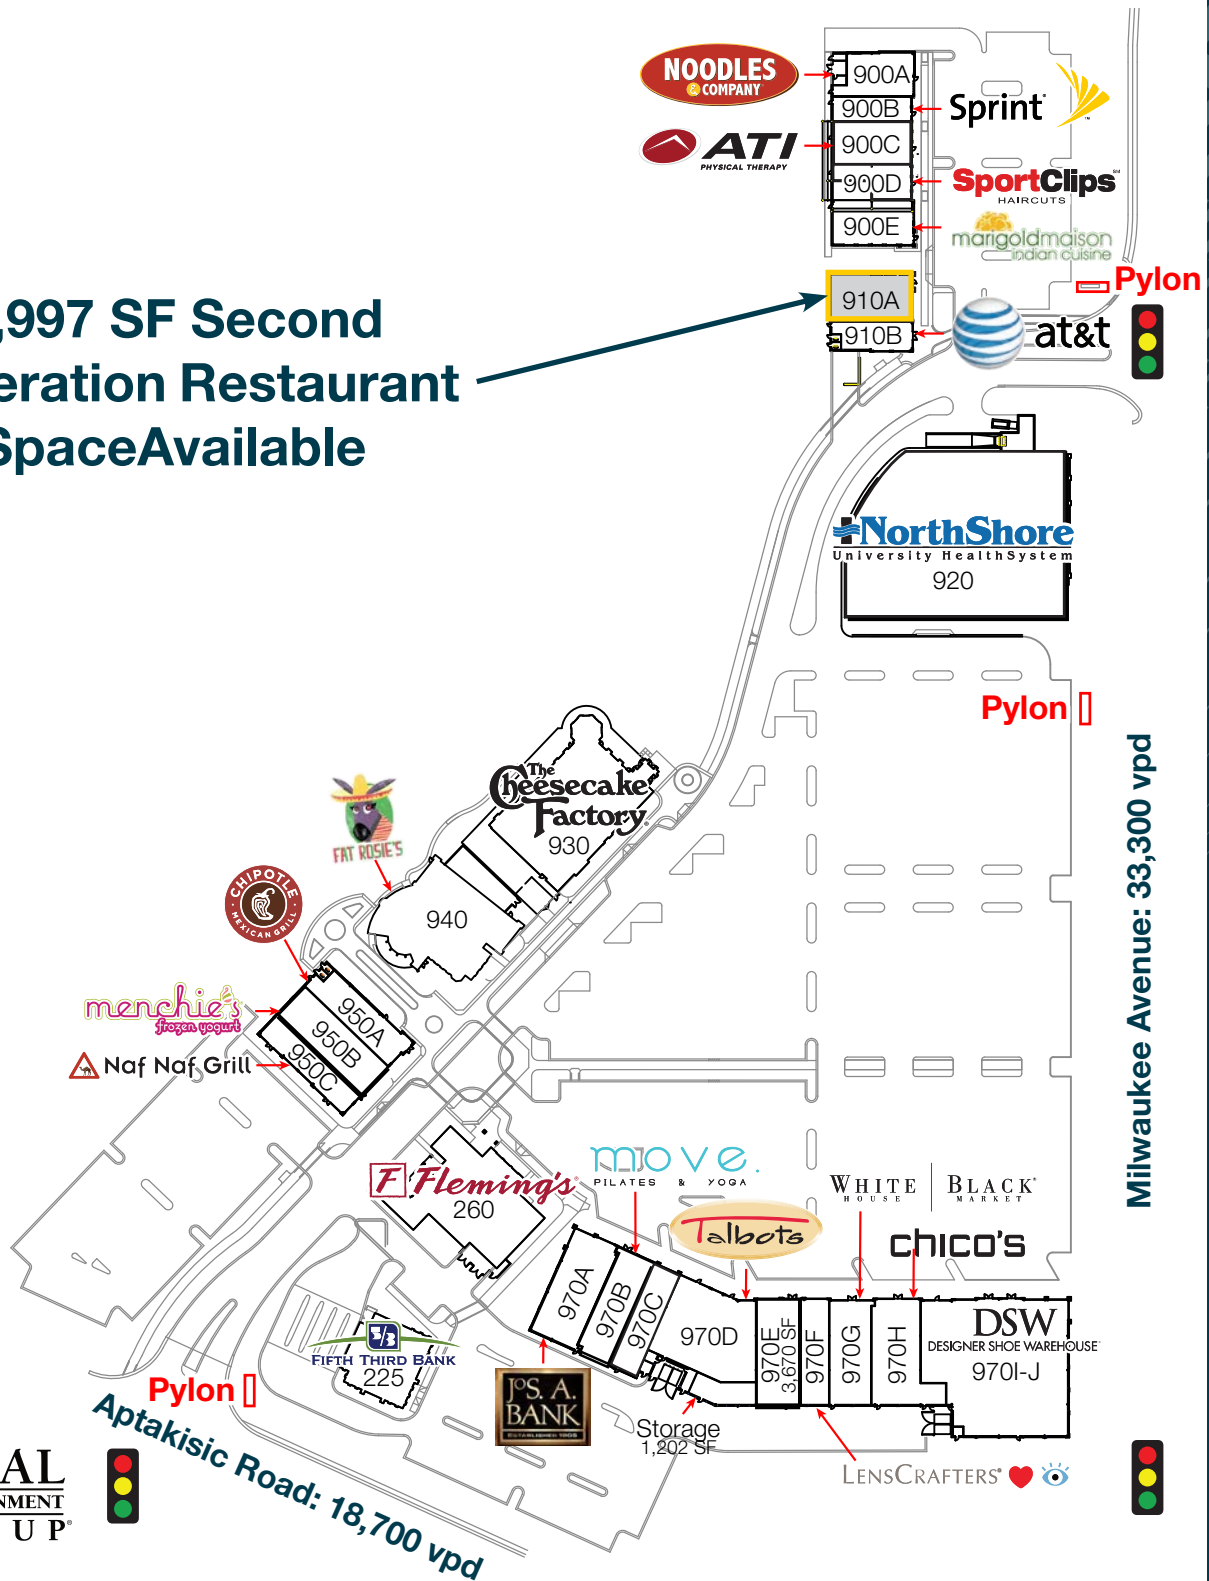 NOODLES
& COMPANY
900A
900B
Sprint
ATI
PHYSICAL THERAPY
900C
900D
SportClips
HAIRCUTS
900E
marigoldmaison
indian cuisine
Pylon
,997 SF Second
eration Restaurant
SpaceAvailable
910A
910B
at&t
NorthShore
University HealthSystem
920
Pylon
Milwaukee Avenue: 33,300 vpd
The
Cheesecake
Factory
930
FAT ROSIE'S
940
CHIPOTLE
MEXICAN GRILL
menchie's
frozen yogurt
Naf Naf Grill
950A
950B
950C
F Fleming's
260
move.
PILATES & YOGA
Talbots
WHITE BLACK
HOUSE MARKET
chico's
970A
970B
970C
970D
970E
3,670 SF
970F
970G
970H
DSW
DESIGNER SHOE WAREHOUSE
970I-J
5/3
FIFTH THIRD BANK
225
Pylon
JoS. A.
BANK
ESTABLISHED 1905
Storage
1,202 SF
LENSCRAFTERS
Aptakisic Road: 18,700 vpd
AL
NMENT
UP